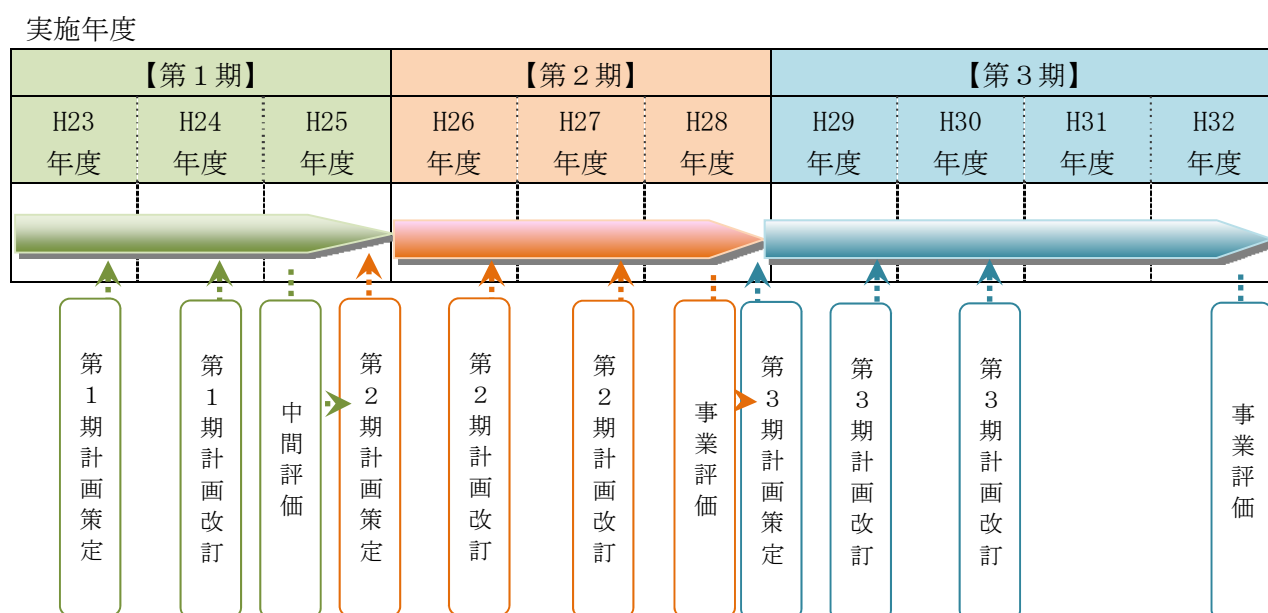 実施年度
【第1期】
【第2期】
【第3期】
H23
年度
H24
年度
H25
年度
H26
年度
H27
年度
H28
年度
H29
年度
H30
年度
H31
年度
H32
年度
第1期計画策定
第1期計画改訂
中間評価
第2期計画策定
第2期計画改訂
第2期計画改訂
事業評価
第3期計画策定
第3期計画改訂
第3期計画改訂
事業評価